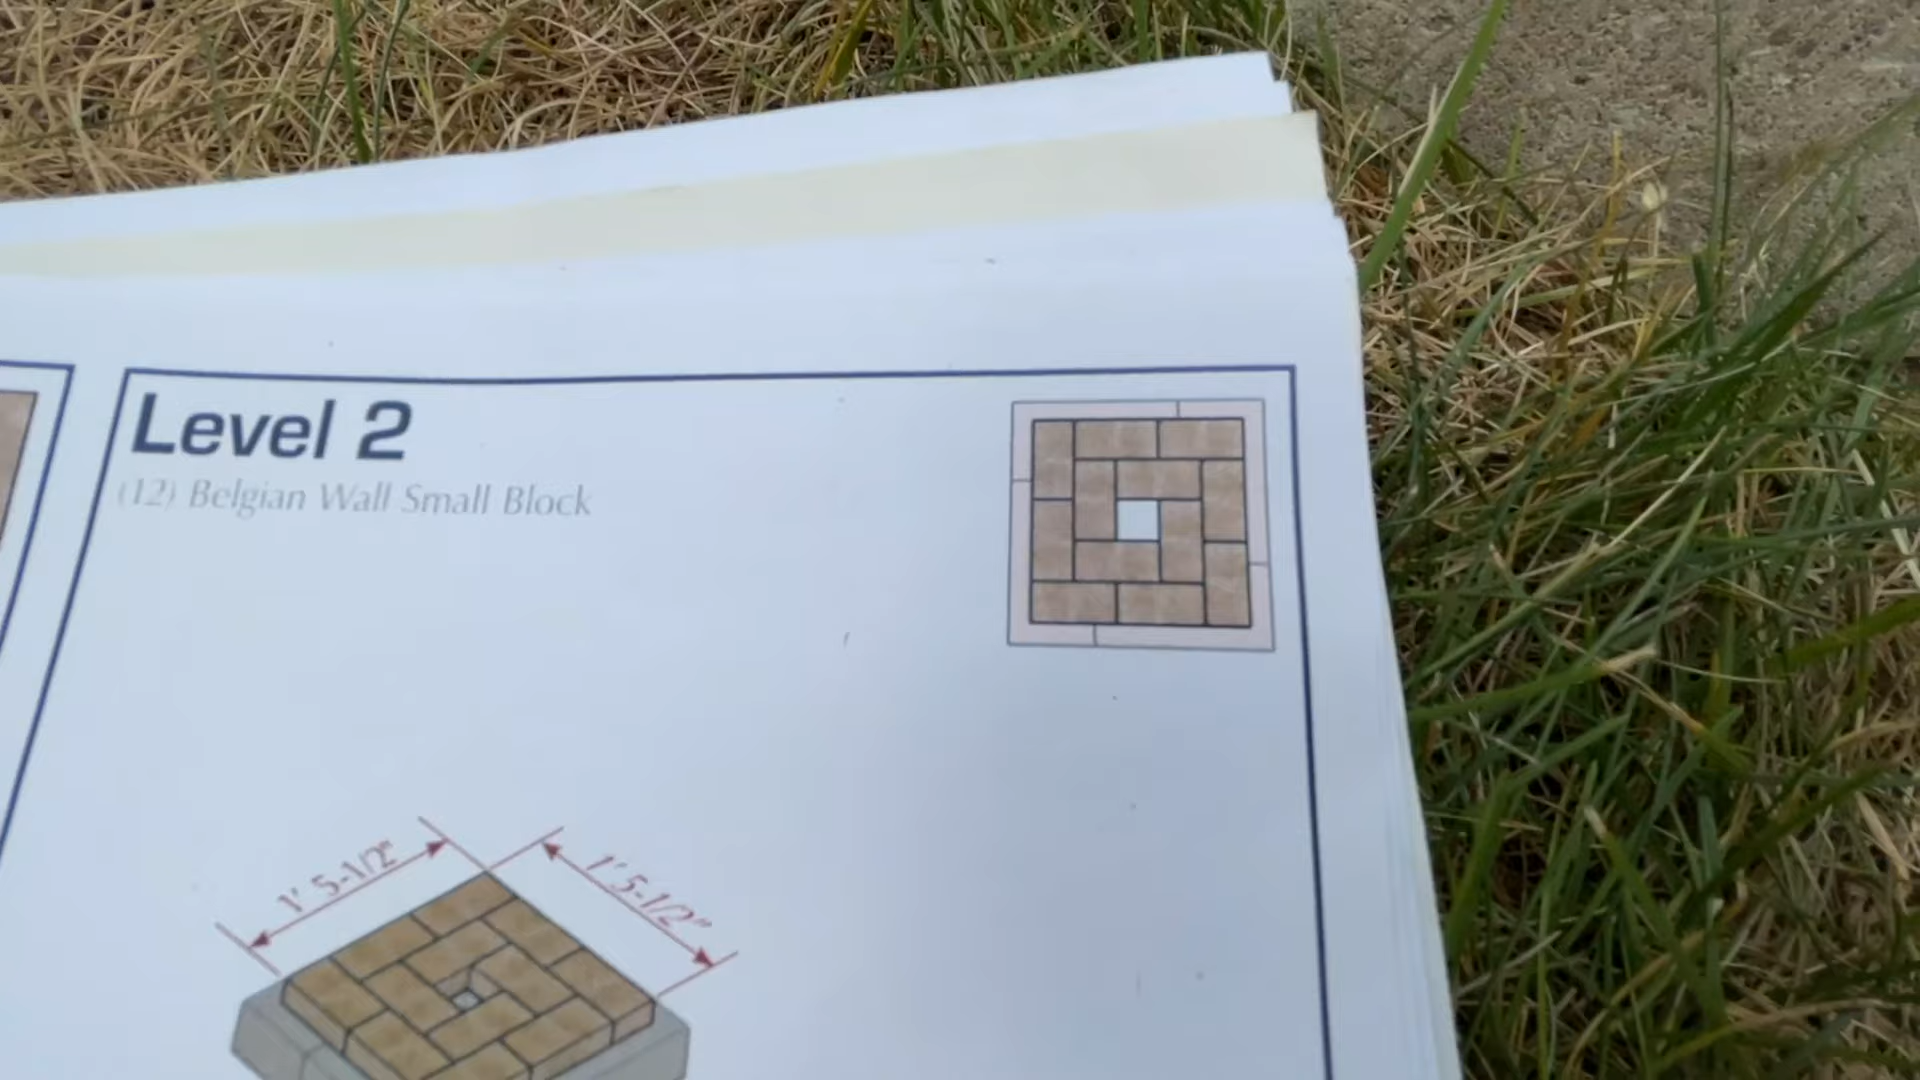 Level 2
(12) Belgian Wall Small Block
1' 5-1/2"
1' 5-1/2"